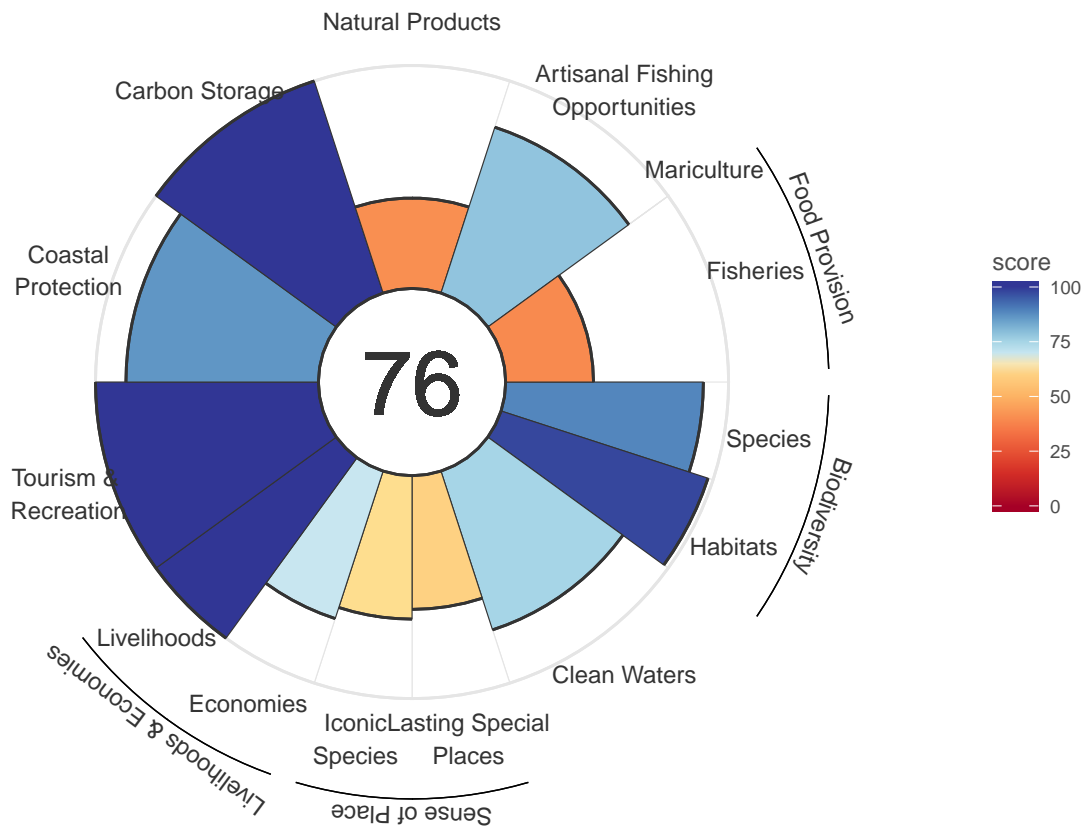 Natural Products
Artisanal Fishing
Opportunities
Carbon Storage
Mariculture
Food Provision
Fisheries
Coastal
Protection
76
score
100
75
50
25
0
Species
Biodiversity
Habitats
Tourism &
Recreation
Livelihoods
Livelihoods & Economies
Economies
Clean Waters
Iconic
Species
Lasting Special
Places
Sense of Place